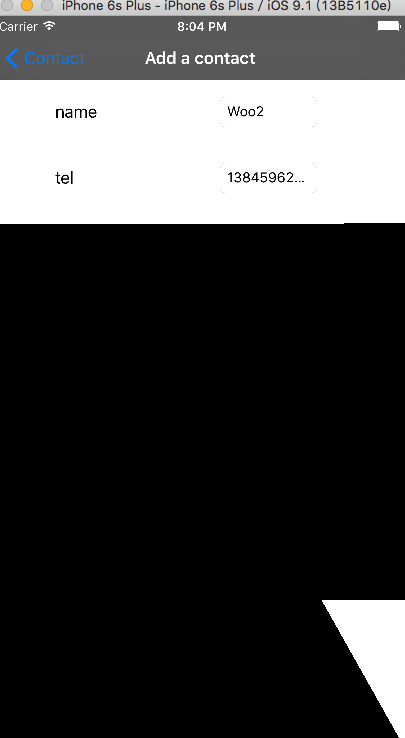 iPhone 6s Plus - iPhone 6s Plus / iOS 9.1 (13B5110e)
Carrier 8:04 PM
Contact Add a contact
name Woo2
tel 13845962...